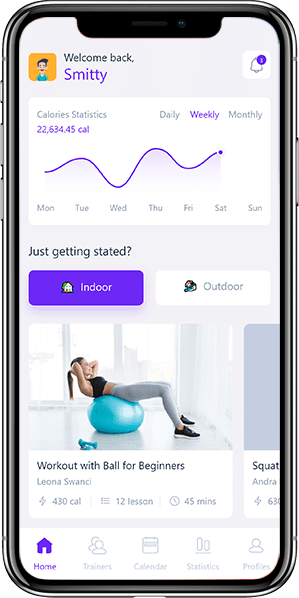 Welcome back,
3
Smitty
Calories Statistics
Daily Weekly Monthly
22,634.45 cal
Mon Tue Wed Thu Fri Sat Sun
Just getting stated?
Indoor
Outdoor
Workout with Ball for Beginners
Leona Swanci
430 cal 12 lesson 45 mins
Squat
Andra
630
Home Trainers Calendar Statistics Profiles